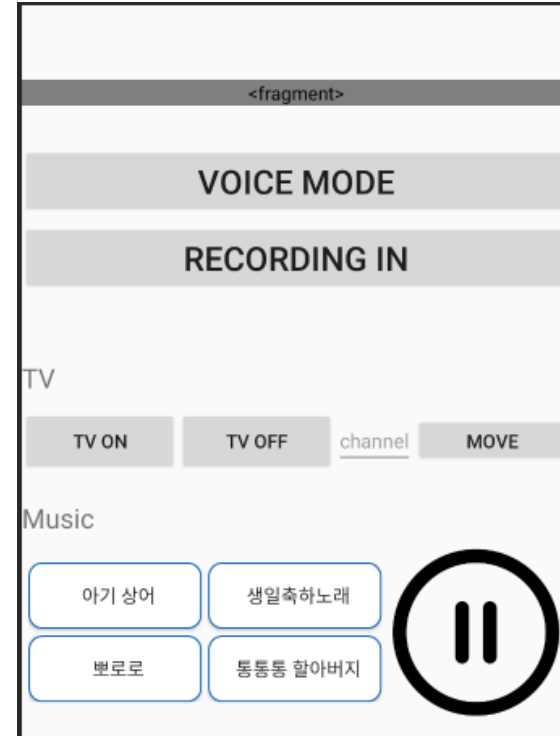 <fragment>
VOICE MODE
RECORDING IN
TV
TV ON TV OFF channel MOVE
Music
아기 상어 생일축하노래
뽀로로 통통통 할아버지